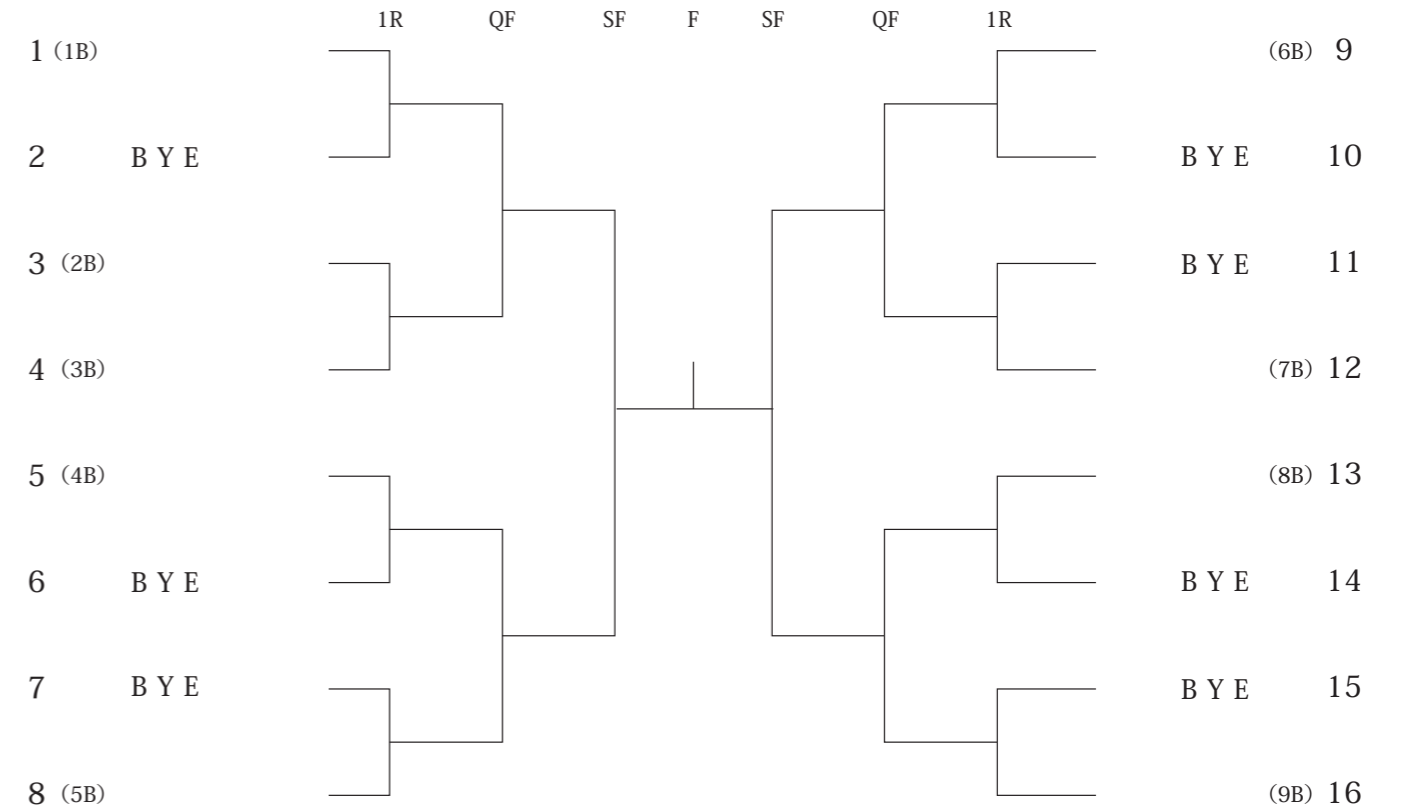 1R QF SF F SF QF 1R
1 (1B) (6B) 9
2 BYE BYE 10
3 (2B) BYE 11
4 (3B) (7B) 12
5 (4B) (8B) 13
6 BYE BYE 14
7 BYE BYE 15
8 (5B) (9B) 16